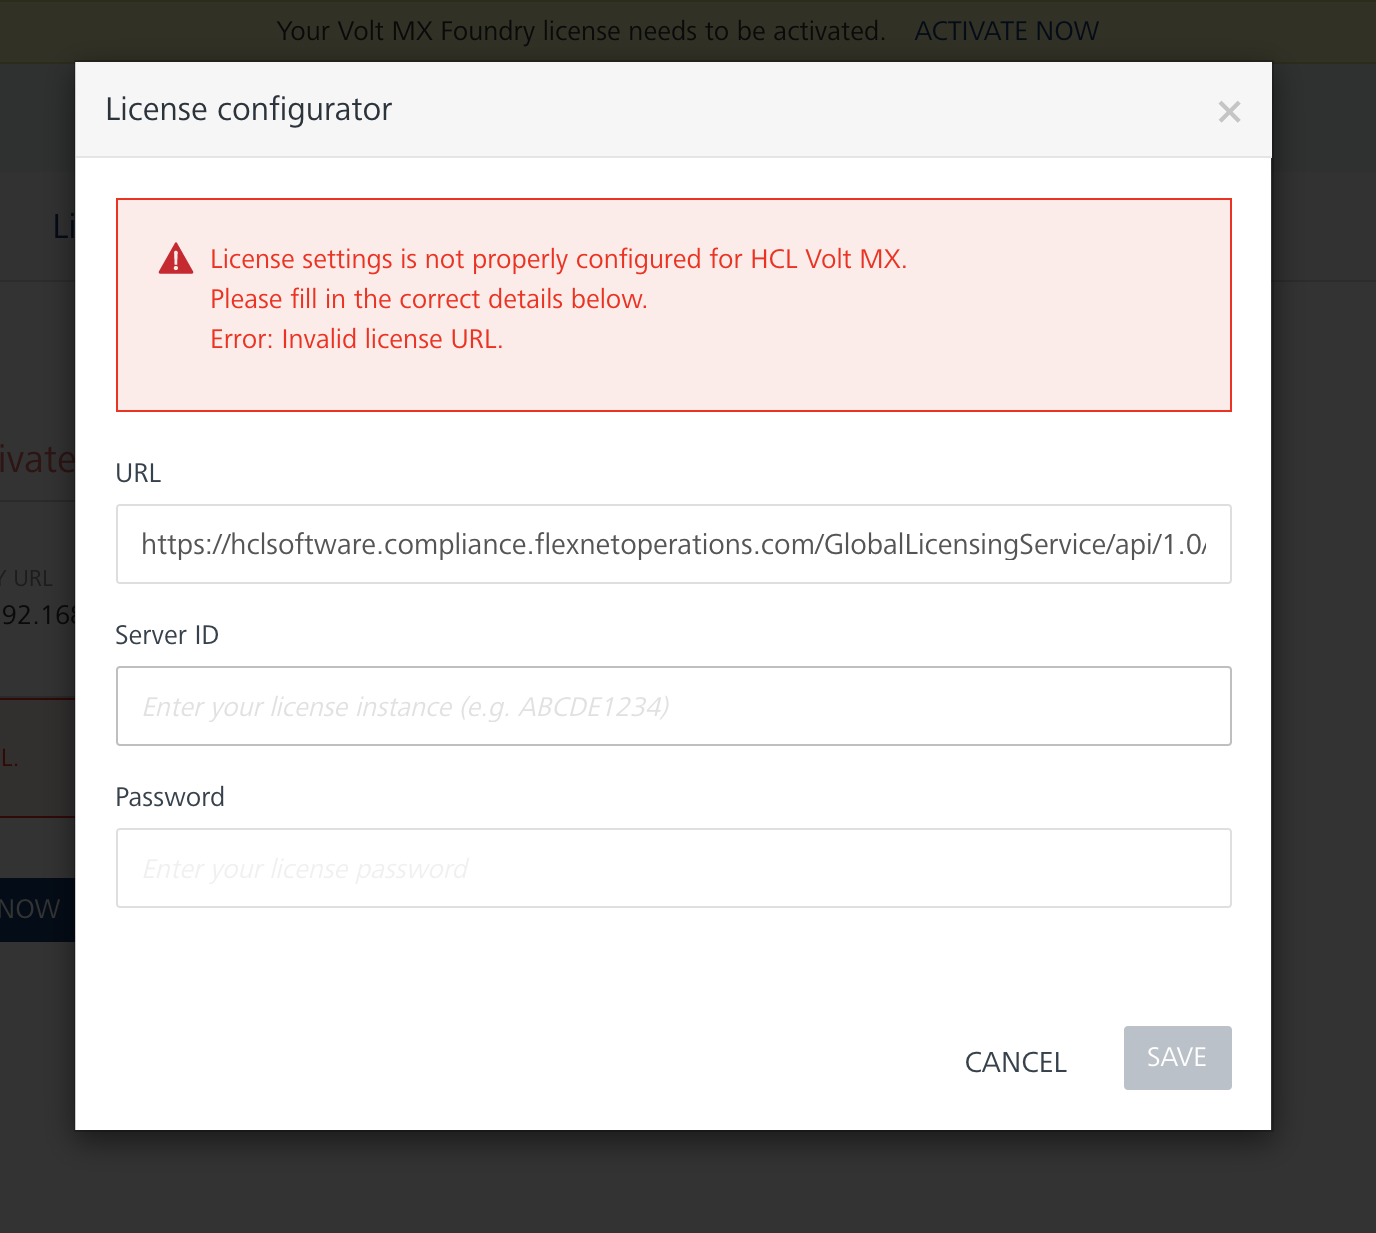 Your Volt MX Foundry license needs to be activated. ACTIVATE NOW
License configurator
License settings is not properly configured for HCL Volt MX.
Please fill in the correct details below.
Error: Invalid license URL.
URL
https://hclsoftware.compliance.flexnetoperations.com/GlobalLicensingService/api/1.0/
Server ID
Enter your license instance (e.g. ABCDE1234)
Password
Enter your license password
CANCEL SAVE
Li
ivate
Y URL
92.168
L.
NOW